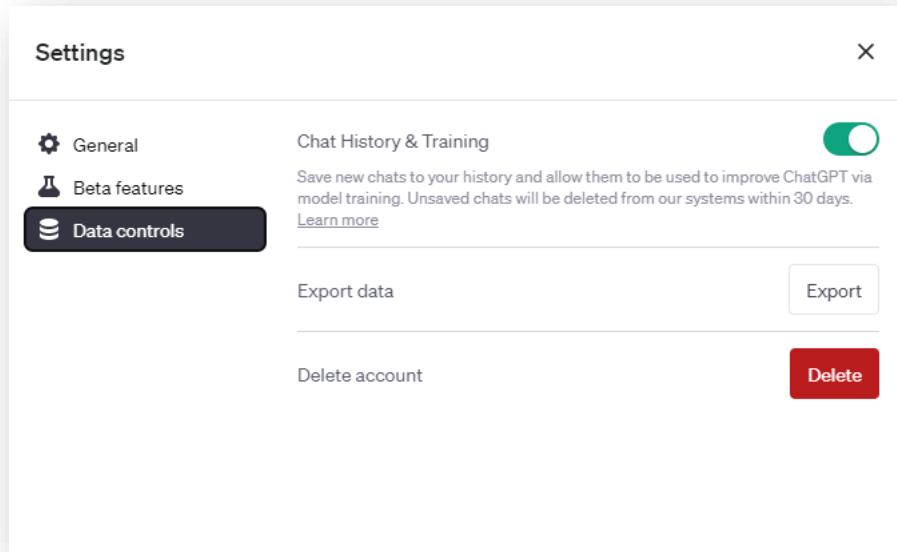 Settings
General
Beta features
Data controls
Chat History & Training
Save new chats to your history and allow them to be used to improve ChatGPT via
model training. Unsaved chats will be deleted from our systems within 30 days.
Learn more
Export data
Export
Delete account
Delete